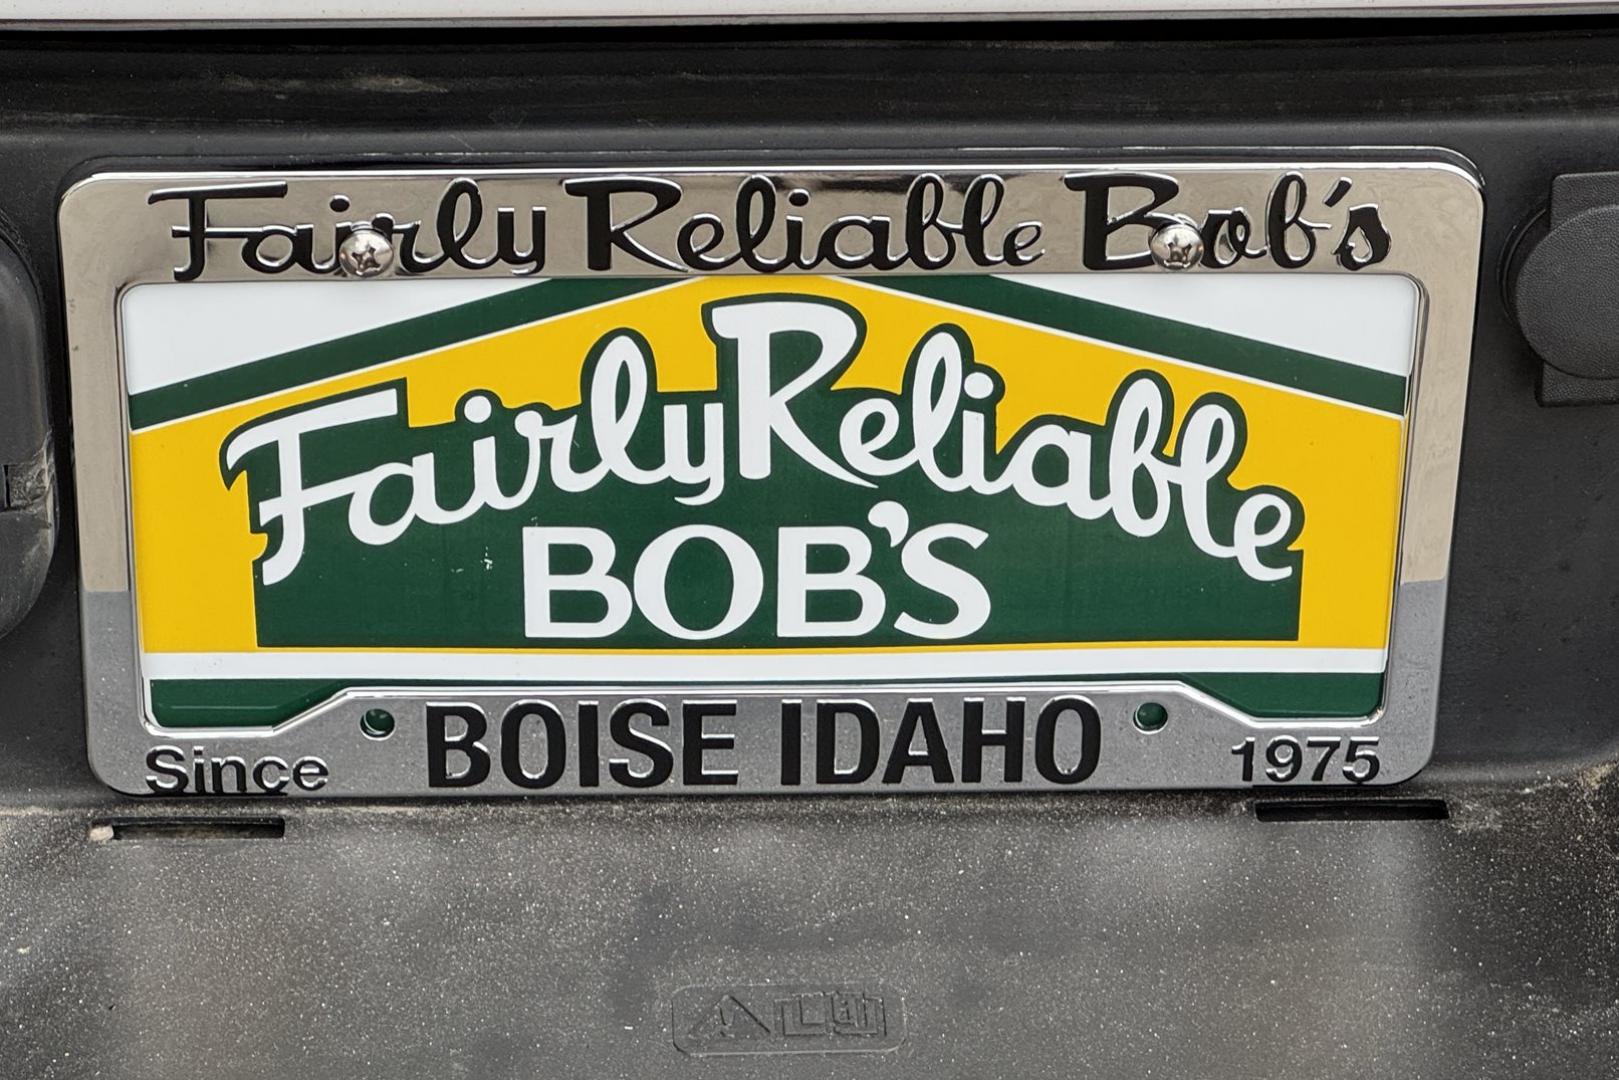 Fairly Reliable Bob's
Fairly Reliable
BOB'S
Since BOISE IDAHO 1975